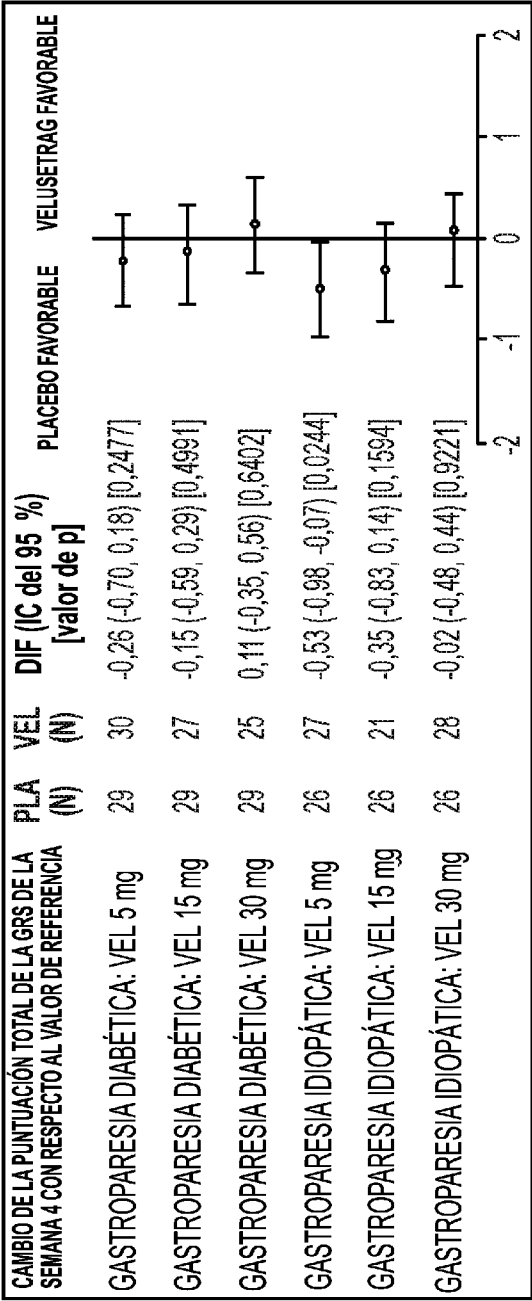 CAMBIO DE LA PUNTUACIÓN TOTAL DE LA GRS DE LA
SEMANA 4 CON RESPECTO AL VALOR DE REFERENCIA
PLA
(N)
VEL
(N)
DIF (IC del 95 %)
[valor de p]
PLACEBO FAVORABLE VELUSETRAG FAVORABLE
GASTROPARESIA DIABÉTICA: VEL 5 mg 29 30 -0,26 (-0,70, 0,18) [0,2477]
GASTROPARESIA DIABÉTICA: VEL 15 mg 29 27 -0,15 (-0,59, 0,29) [0,4991]
GASTROPARESIA DIABÉTICA: VEL 30 mg 29 25 0,11 (-0,35, 0,56) [0,6402]
GASTROPARESIA IDIOPÁTICA: VEL 5 mg 26 27 -0,53 (-0,98, -0,07) [0,0244]
GASTROPARESIA IDIOPÁTICA: VEL 15 mg 26 21 -0,35 (-0,83, 0,14) [0,1594]
GASTROPARESIA IDIOPÁTICA: VEL 30 mg 26 28 -0,02 (-0,48, 0,44) [0,9221]
-2 -1 0 1 2